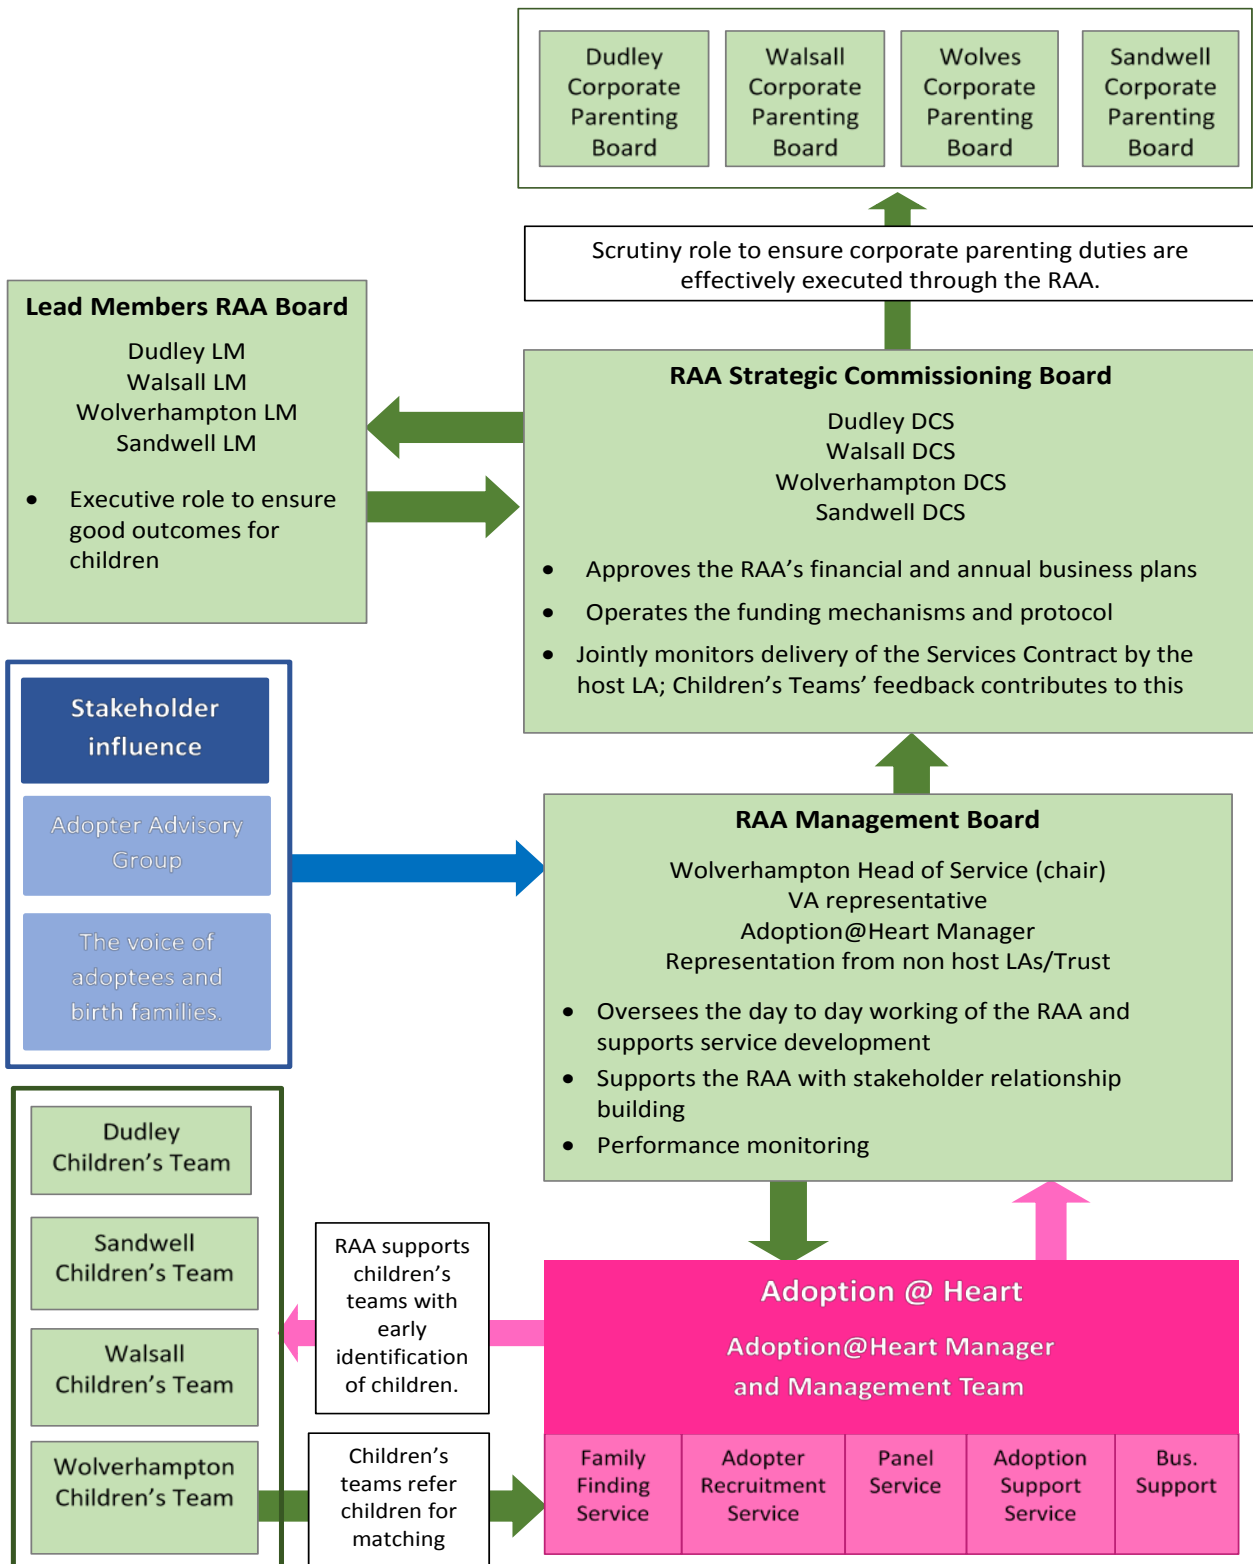 Dudley
Corporate
Parenting
Board
Walsall
Corporate
Parenting
Board
Wolves
Corporate
Parenting
Board
Sandwell
Corporate
Parenting
Board
Scrutiny role to ensure corporate parenting duties are
effectively executed through the RAA.
Lead Members RAA Board
Dudley LM
Walsall LM
Wolverhampton LM
Sandwell LM
• Executive role to ensure
good outcomes for
children
RAA Strategic Commissioning Board
Dudley DCS
Walsall DCS
Wolverhampton DCS
Sandwell DCS
• Approves the RAA's financial and annual business plans
• Operates the funding mechanisms and protocol
• Jointly monitors delivery of the Services Contract by the
host LA; Children's Teams' feedback contributes to this
Stakeholder
influence
Adopter Advisory
Group
The voice of
adoptees and
birth families.
RAA Management Board
Wolverhampton Head of Service (chair)
VA representative
Adoption@Heart Manager
Representation from non host LAs/Trust
• Oversees the day to day working of the RAA and
supports service development
• Supports the RAA with stakeholder relationship
building
• Performance monitoring
Dudley
Children's Team
Sandwell
Children's Team
Walsall
Children's Team
Wolverhampton
Children's Team
RAA supports
children's
teams with
early
identification
of children.
Children's
teams refer
children for
matching
Adoption @ Heart
Adoption@Heart Manager
and Management Team
Family
Finding
Service
Adopter
Recruitment
Service
Panel
Service
Adoption
Support
Service
Bus.
Support